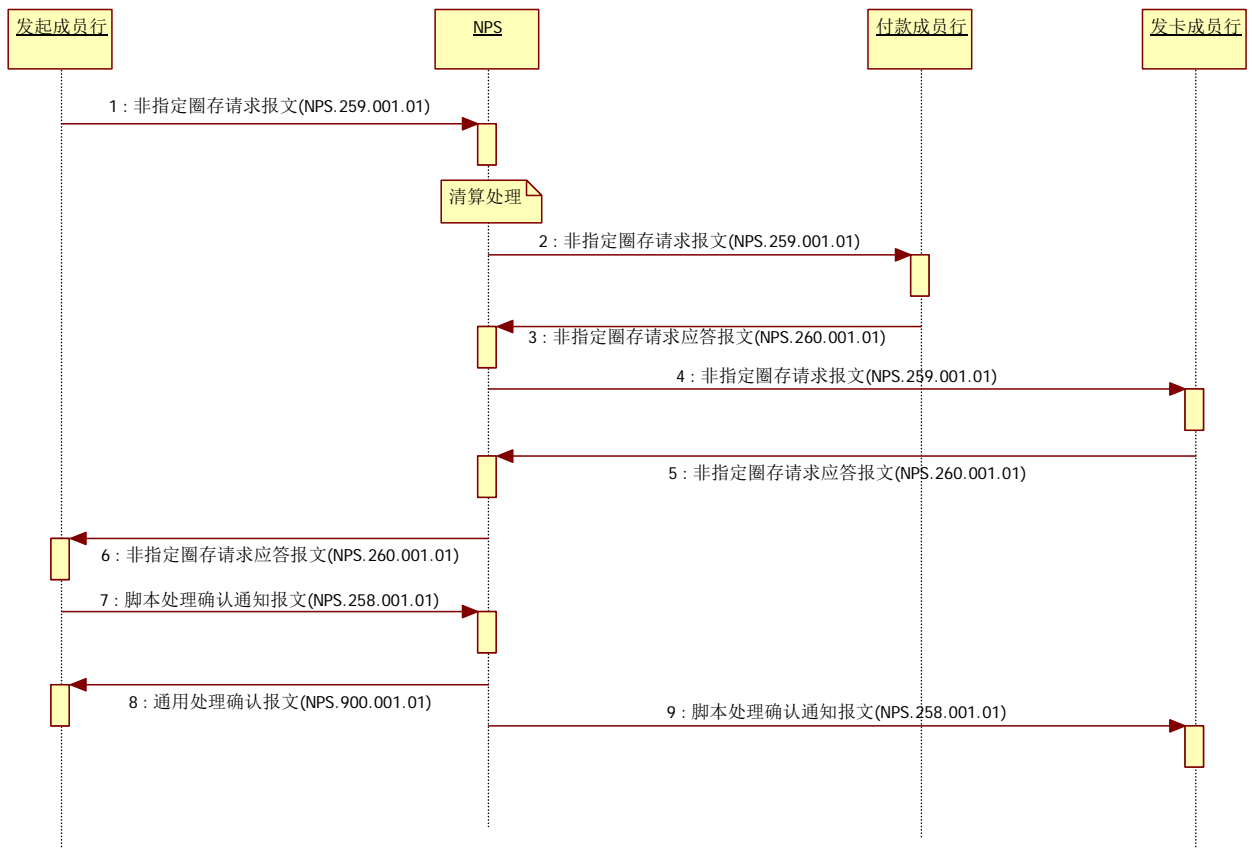 发起成员行
NPS
付款成员行
发卡成员行
1 : 非指定圈存请求报文(NPS.259.001.01)
清算处理
2 : 非指定圈存请求报文(NPS.259.001.01)
3 : 非指定圈存请求应答报文(NPS.260.001.01)
4 : 非指定圈存请求报文(NPS.259.001.01)
5 : 非指定圈存请求应答报文(NPS.260.001.01)
6 : 非指定圈存请求应答报文(NPS.260.001.01)
7 : 脚本处理确认通知报文(NPS.258.001.01)
8 : 通用处理确认报文(NPS.900.001.01)
9 : 脚本处理确认通知报文(NPS.258.001.01)